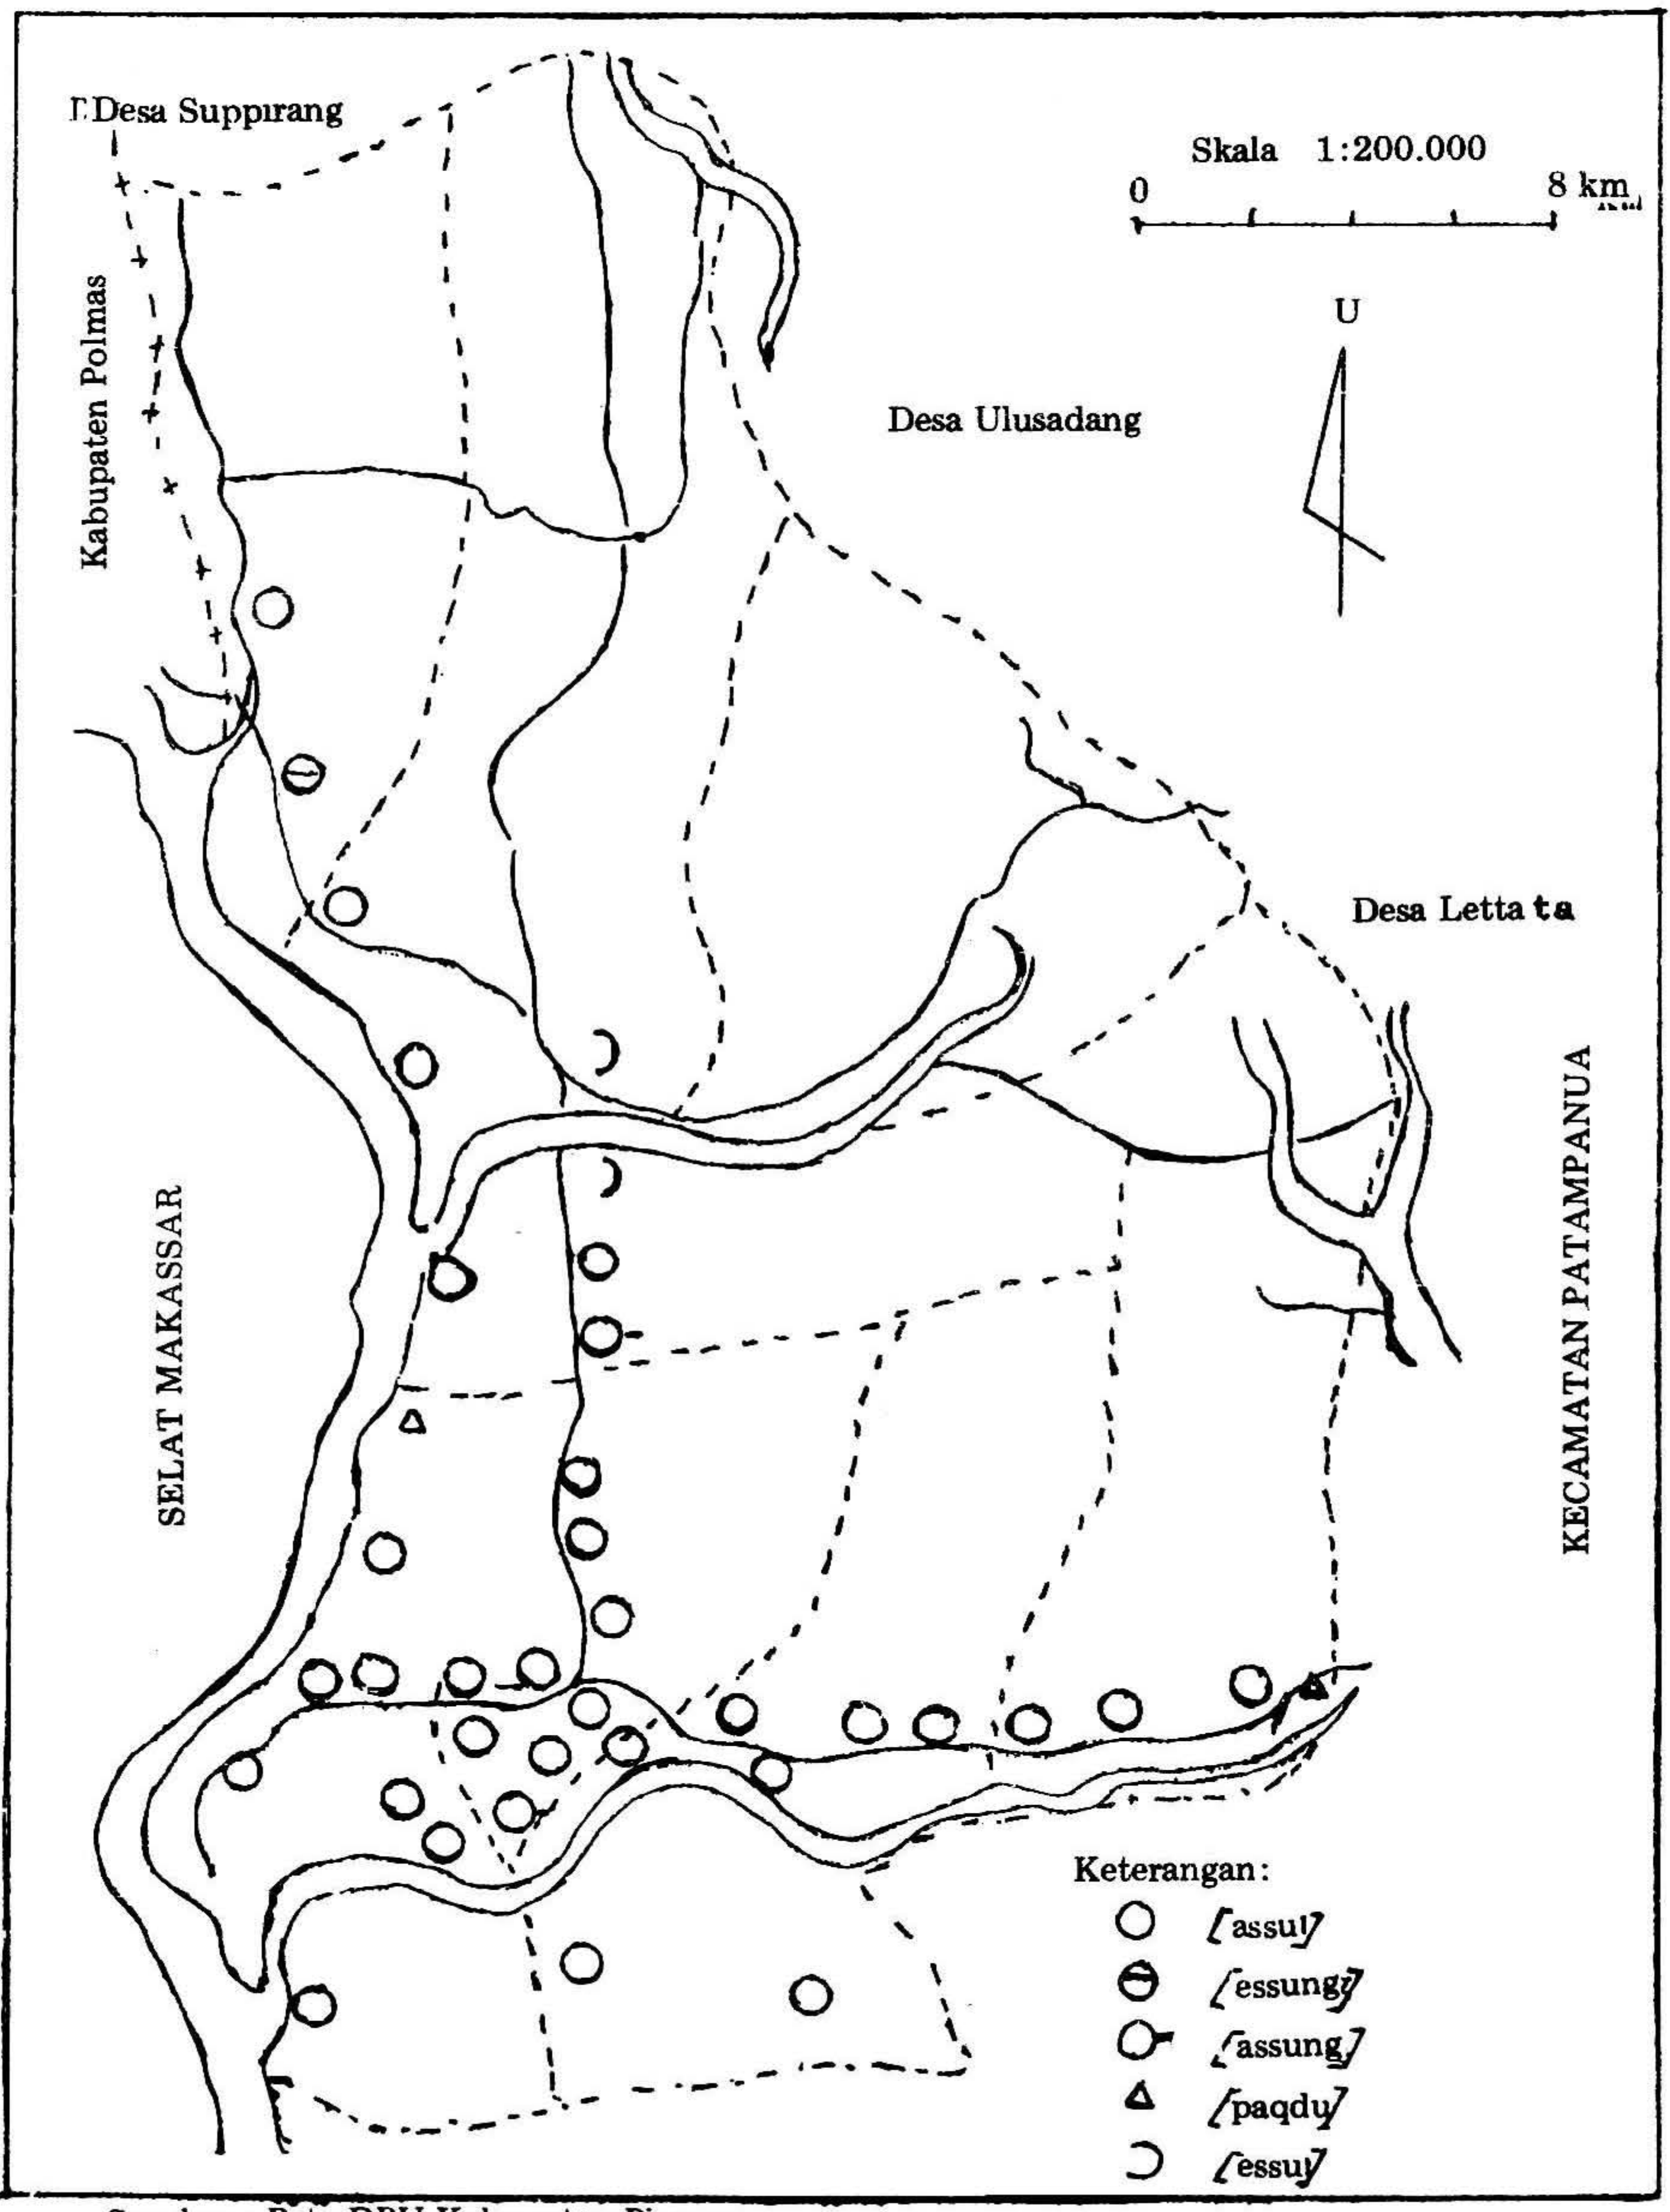 Desa Suppirang
Skala 1:200.000
0 8 km
Kabupaten Polmas
U
Desa Ulusadang
Desa Letta ta
SELAT MAKASSAR
KECAMATAN PATAMPANUA
Keterangan:
[assul]
[essung]
[assung]
[paqdu]
[essu]